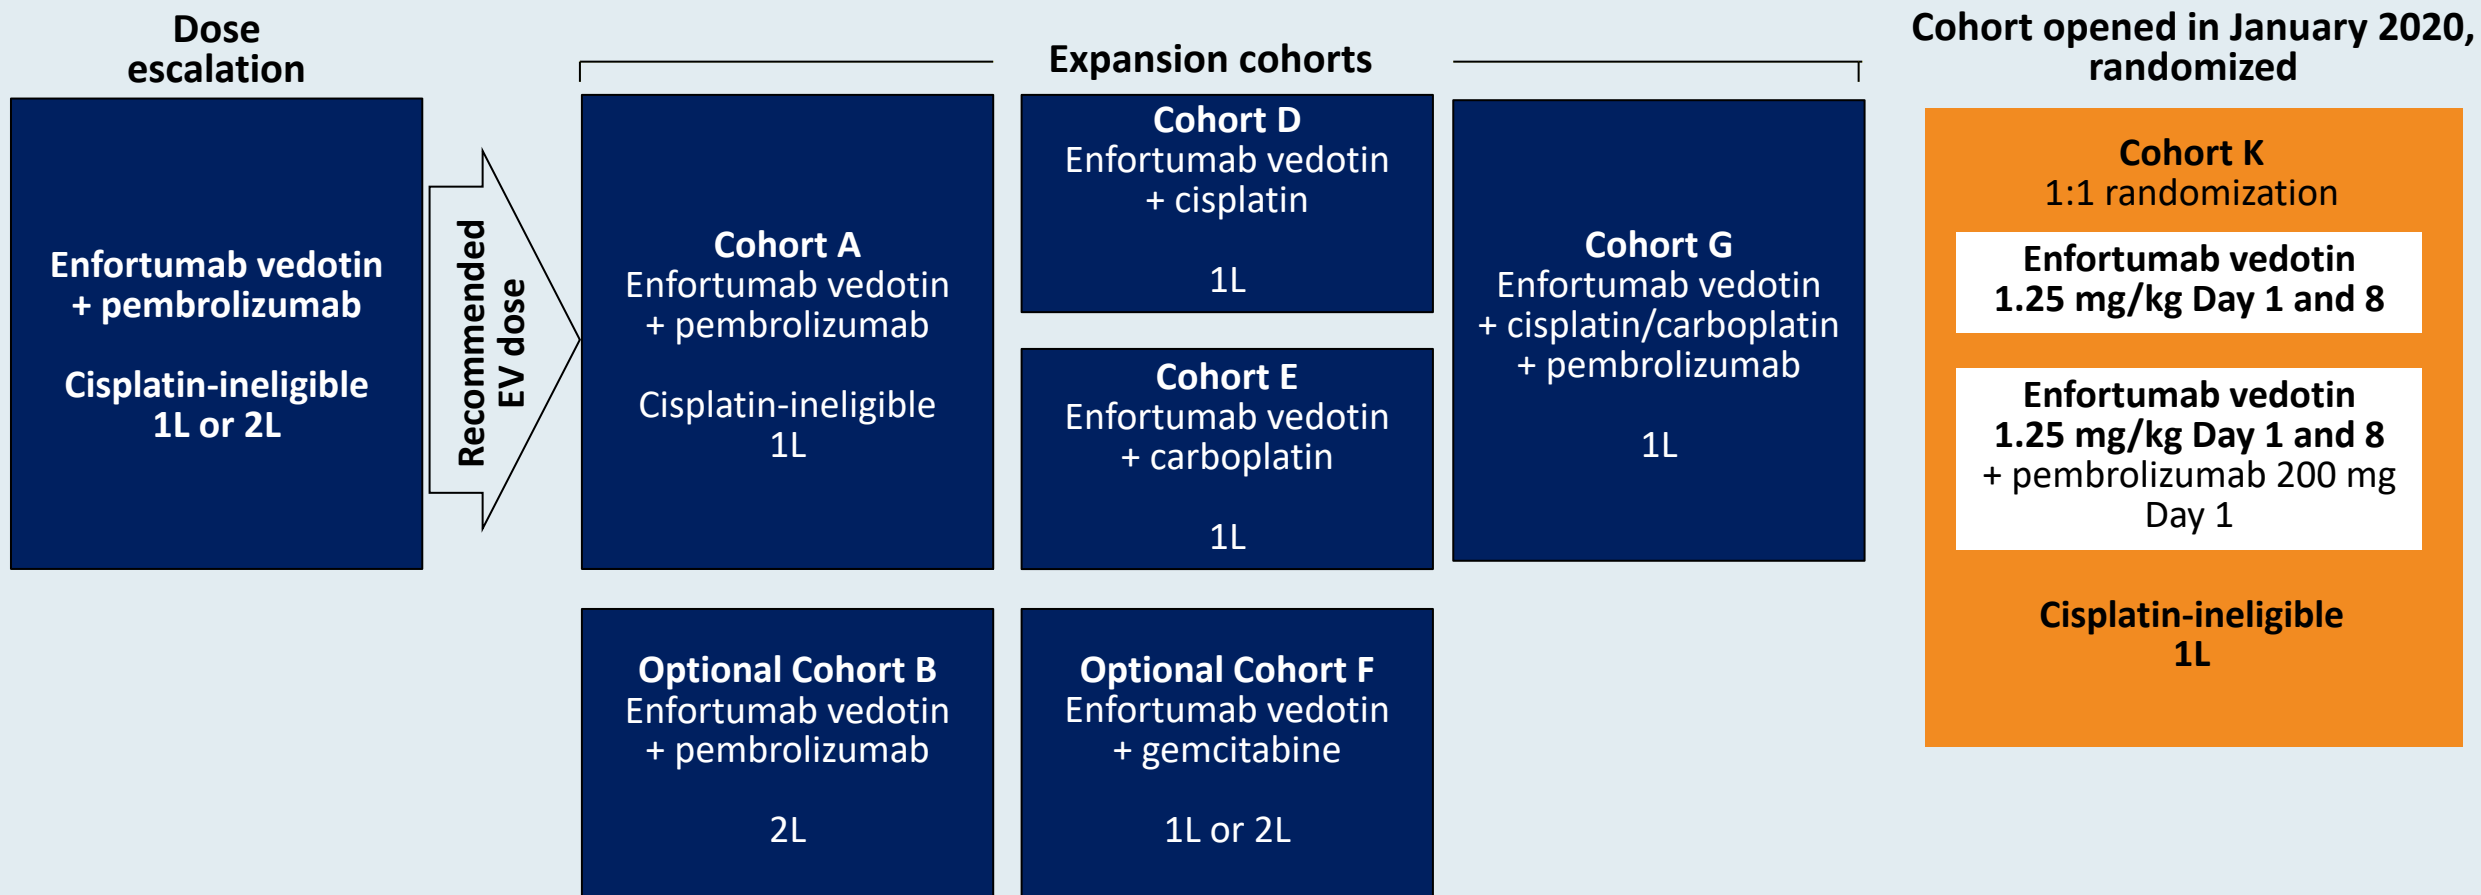 Dose
escalation
Enfortumab vedotin
+ pembrolizumab
Cisplatin-ineligible
1L or 2L
Recommended
EV dose
Expansion cohorts
Cohort A
Enfortumab vedotin
+ pembrolizumab
Cisplatin-ineligible
1L
Optional Cohort B
Enfortumab vedotin
+ pembrolizumab
2L
Cohort D
Enfortumab vedotin
+ cisplatin
1L
Cohort E
Enfortumab vedotin
+ carboplatin
1L
Optional Cohort F
Enfortumab vedotin
+ gemcitabine
1L or 2L
Cohort G
Enfortumab vedotin
+ cisplatin/carboplatin
+ pembrolizumab
1L
Cohort opened in January 2020,
randomized
Cohort K
1:1 randomization
Enfortumab vedotin
1.25 mg/kg Day 1 and 8
Enfortumab vedotin
1.25 mg/kg Day 1 and 8
+ pembrolizumab 200 mg
Day 1
Cisplatin-ineligible
1L